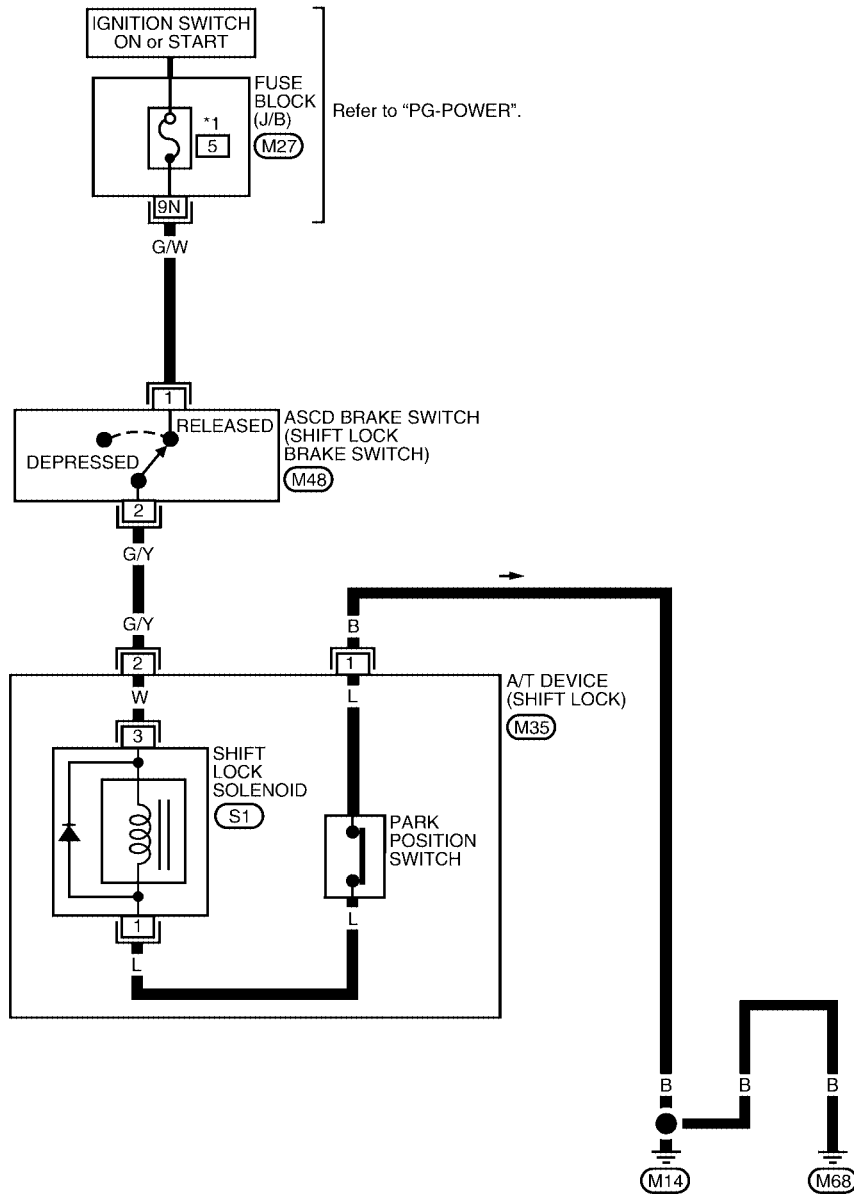 IGNITION SWITCH
ON or START
FUSE
BLOCK
(J/B)
M27
Refer to “PG-POWER”.
*1
5
9N
G/W
1
RELEASED
DEPRESSED
ASCD BRAKE SWITCH
(SHIFT LOCK
BRAKE SWITCH)
M48
2
G/Y
G/Y
B
2
1
W
L
A/T DEVICE
(SHIFT LOCK)
M35
3
SHIFT
LOCK
SOLENOID
S1
PARK
POSITION
SWITCH
1
L
L
B
B
B
M14
M68